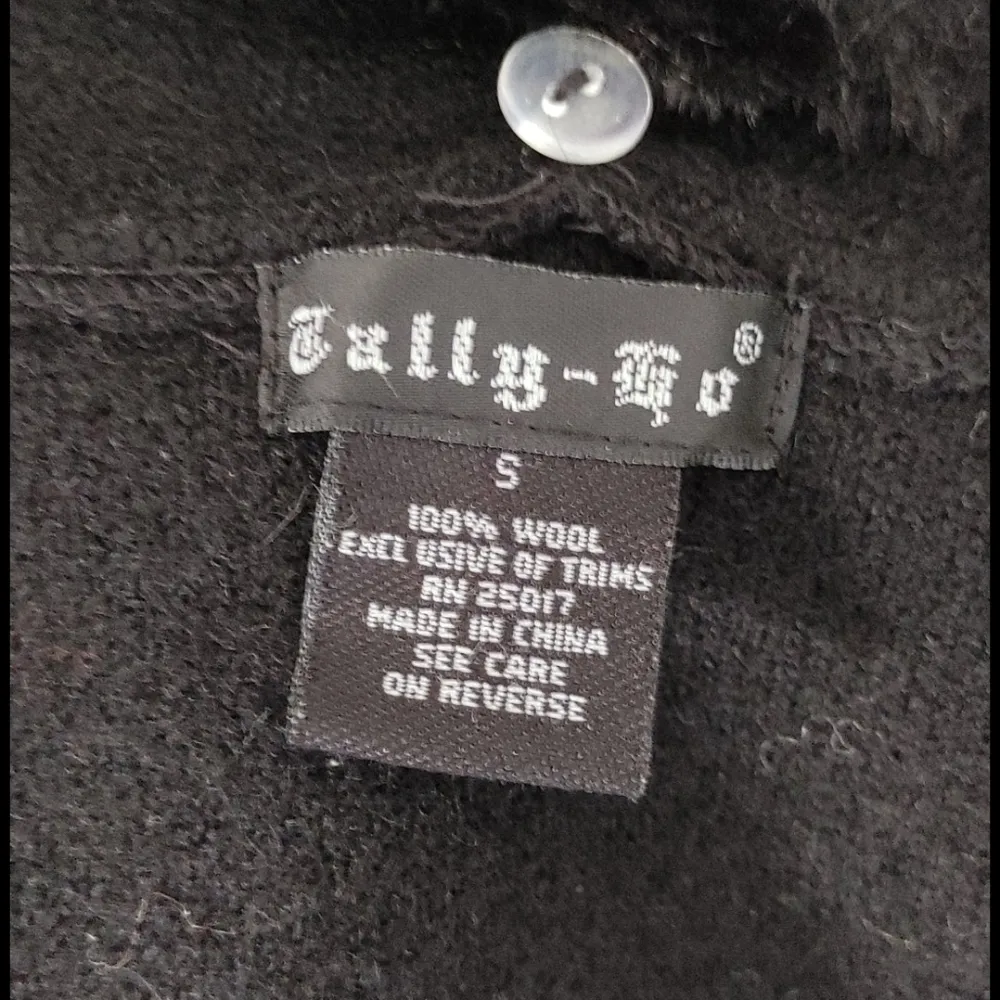 Tally-Ho®
S
100% WOOL
EXCLUSIVE OF TRIMS
RN 25017
MADE IN CHINA
SEE CARE
ON REVERSE